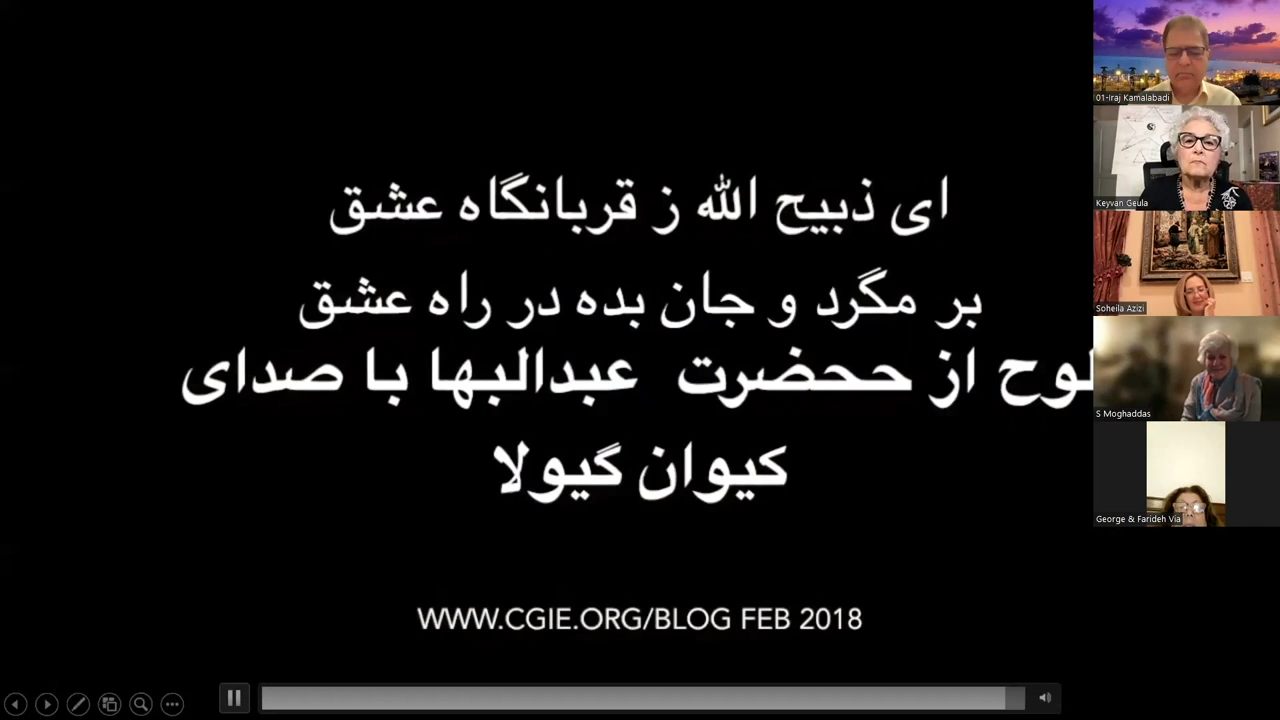 ای ذبیح الله ز قربانگاه عشق
بر مگرد و جان بده در راه عشق
لوح از ححضرت عبدالبها با صدای
کیوان گیولا
WWW.CGIE.ORG/BLOG FEB 2018
01-Iraj Kamalabadi
Keyvan Geula
Soheila Azizi
S Moghaddas
George & Farideh Via